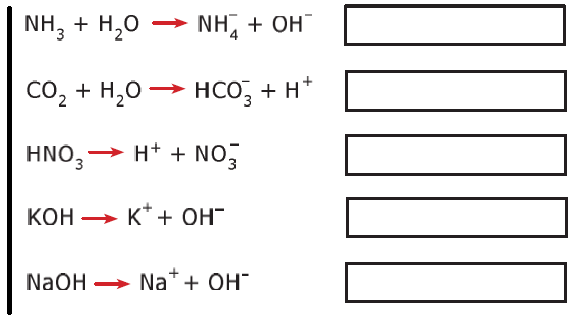 NH₃ + H₂O → NH₄⁻ + OH⁻
CO₂ + H₂O → HCO₃⁻ + H⁺
HNO₃ → H⁺ + NO₃⁻
KOH → K⁺ + OH⁻
NaOH → Na⁺ + OH⁻